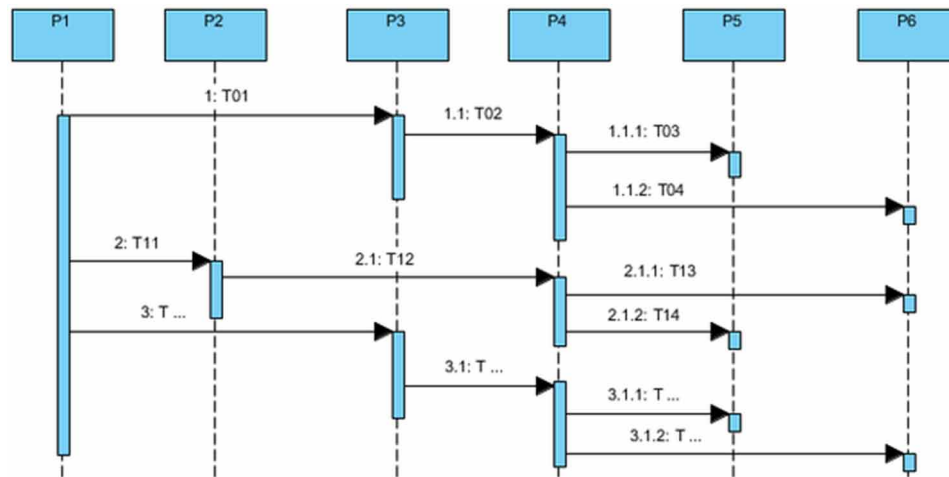 P1 P2 P3 P4 P5 P6
1: T01
1.1: T02
1.1.1: T03
1.1.2: T04
2: T11
2.1: T12
2.1.1: T13
3: T ...
2.1.2: T14
3.1: T ...
3.1.1: T ...
3.1.2: T ...